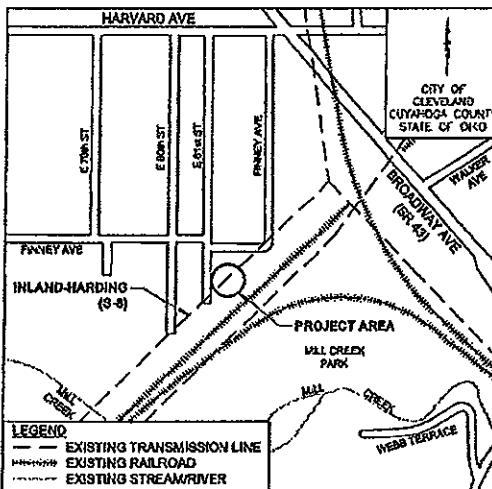 HARVARD AVE
CITY OF
CLEVELAND
CUYAHOGA COUNTY
STATE OF OHIO
E 79th ST
E 80th ST
E 81st ST
FINNEY AVE
WALKER
AVE
BROADWAY AVE
(SR 43)
FINNEY AVE
INLAND-HARDING
(S-8)
PROJECT AREA
MILL CREEK
PARK
MILL
CREEK
MILL
CREEK
WEBB TERRACE
LEGEND
EXISTING TRANSMISSION LINE
EXISTING RAILROAD
EXISTING STREAM/RIVER